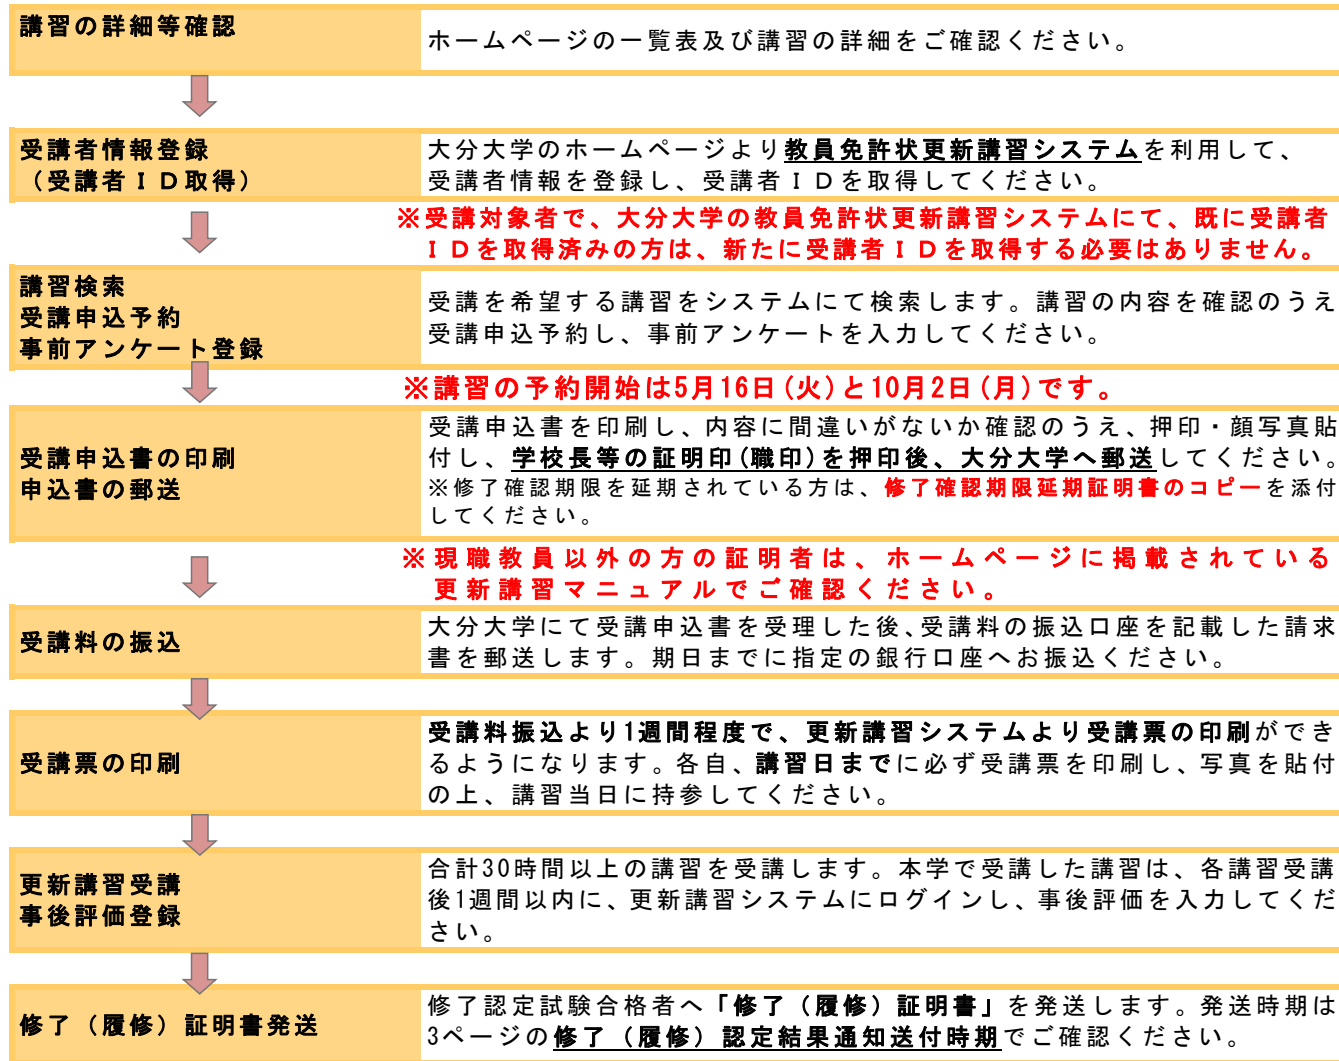 講習の詳細等確認
ホームページの一覧表及び講習の詳細をご確認ください。
受講者情報登録
（受講者ＩＤ取得）
大分大学のホームページより教員免許状更新講習システムを利用して、
受講者情報を登録し、受講者ＩＤを取得してください。
※受講対象者で、大分大学の教員免許状更新講習システムにて、既に受講者
ＩＤを取得済みの方は、新たに受講者ＩＤを取得する必要はありません。
講習検索
受講申込予約
事前アンケート登録
受講を希望する講習をシステムにて検索します。講習の内容を確認のうえ
受講申込予約し、事前アンケートを入力してください。
※講習の予約開始は5月16日(火)と10月2日(月)です。
受講申込書の印刷
申込書の郵送
受講申込書を印刷し、内容に間違いがないか確認のうえ、押印・顔写真貼
付し、学校長等の証明印(職印)を押印後、大分大学へ郵送してください。
※修了確認期限を延期されている方は、修了確認期限延期証明書のコピーを添付
してください。
※現職教員以外の方の証明者は、ホームページに掲載されている
更新講習マニュアルでご確認ください。
受講料の振込
大分大学にて受講申込書を受理した後、受講料の振込口座を記載した請求
書を郵送します。期日までに指定の銀行口座へお振込ください。
受講票の印刷
受講料振込より1週間程度で、更新講習システムより受講票の印刷ができ
るようになります。各自、講習日までに必ず受講票を印刷し、写真を貼付
の上、講習当日に持参してください。
更新講習受講
事後評価登録
合計30時間以上の講習を受講します。本学で受講した講習は、各講習受講
後1週間以内に、更新講習システムにログインし、事後評価を入力してくだ
さい。
修了（履修）証明書発送
修了認定試験合格者へ「修了（履修）証明書」を発送します。発送時期は
3ページの修了（履修）認定結果通知送付時期でご確認ください。